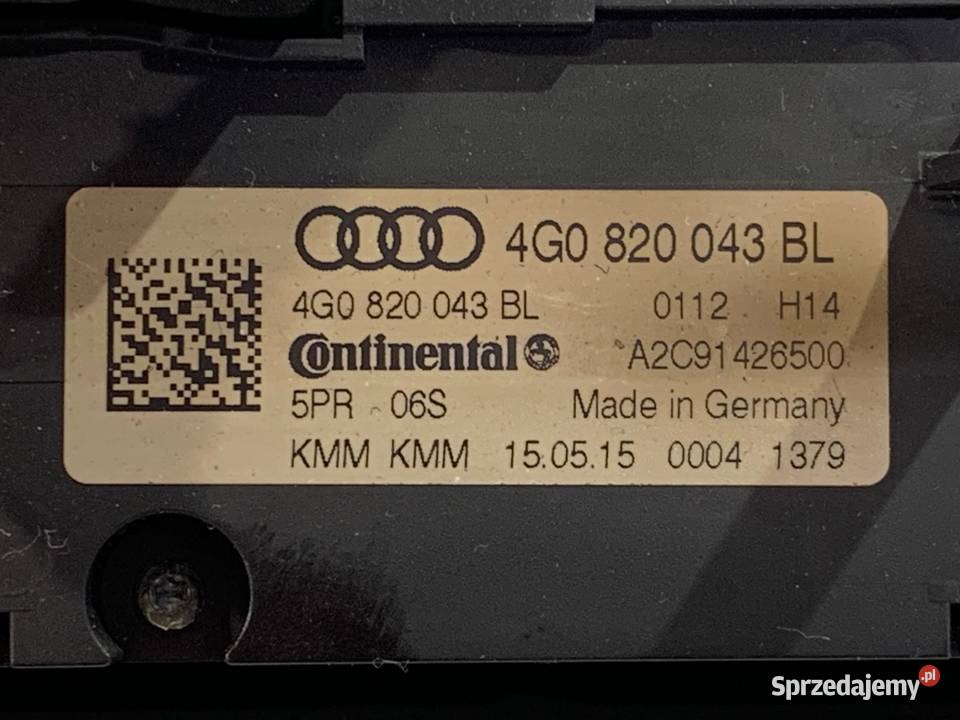 4G0 820 043 BL
4G0 820 043 BL 0112 H14
Continental A2C91426500
5PR 06S Made in Germany
KMM KMM 15.05.15 0004 1379
Sprzedajemy.pl